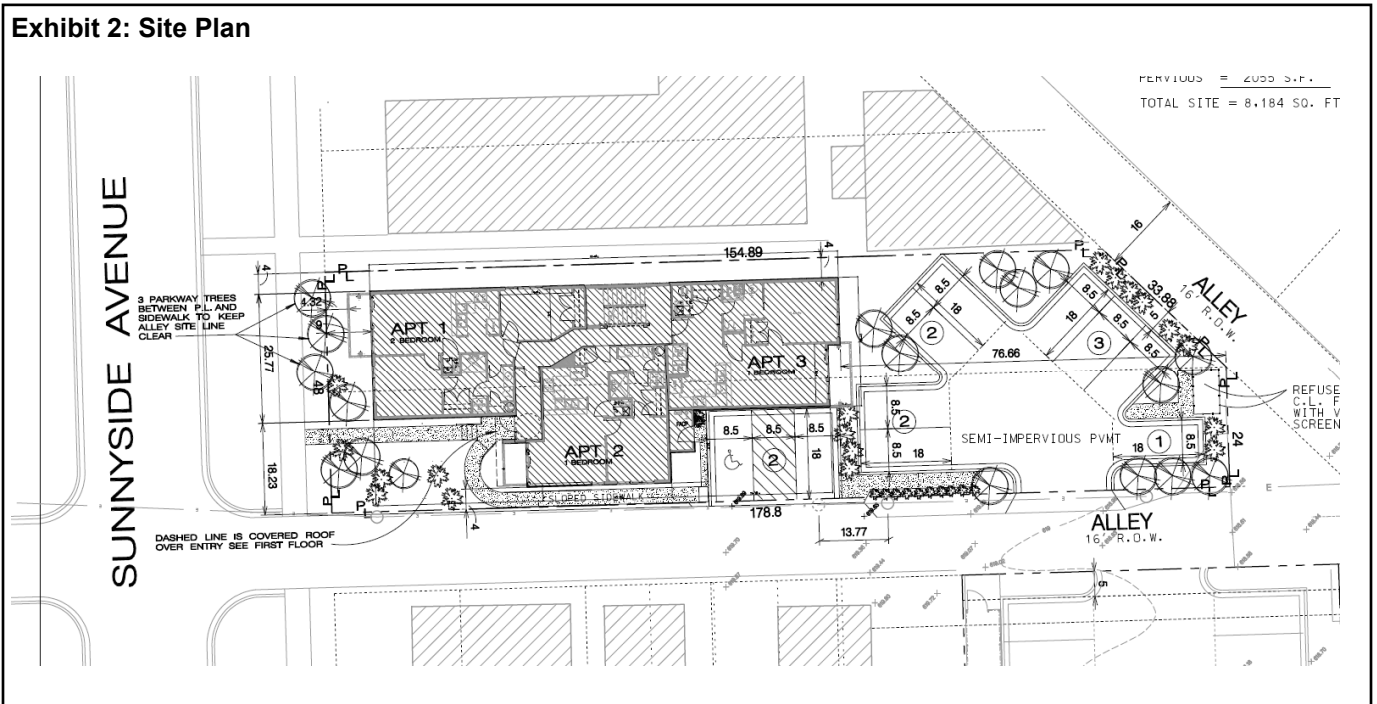 Exhibit 2: Site Plan
PERVIOUS = 2055 S.F.
TOTAL SITE = 8,184 SQ. FT
SUNNYSIDE AVENUE
3 PARKWAY TREES
BETWEEN P.L. AND
SIDEWALK TO KEEP
ALLEY SITE LINE
CLEAR
4
P L
P L
4.32
9
48
25.77
18.23
154.89
4
APT 1
2 BEDROOM
APT 2
1 BEDROOM
APT 3
BEDROOM
8.5
8.5
8.5
2
18
8.5
8.5
18
2
8.5
8.5
18
2
18
8.5
8.5
3
76.66
33.88
5
16
ALLEY
16' R.O.W.
P L
P L
P L
REFUSE
C.L. F
WITH V
SCREEN
SEMI-IMPERVIOUS PVMT
1
18
8.5
24
P L
SLOPED SIDEWALK
P L
P L
4
178.8
13.77
ALLEY
16' R.O.W.
E
5
DASHED LINE IS COVERED ROOF
OVER ENTRY SEE FIRST FLOOR